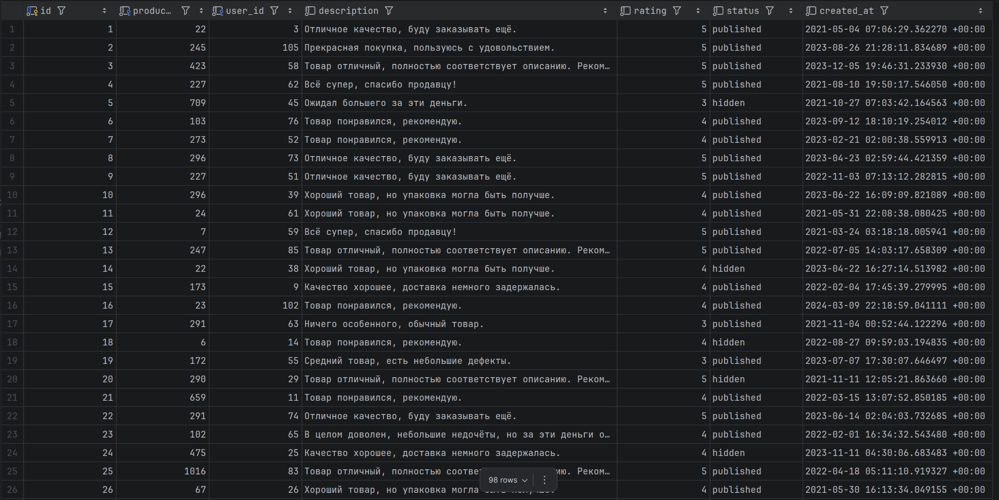 id produc… user_id description rating status created_at
1 1 22 3 Отличное качество, буду заказывать ещё. 5 published 2021-05-04 07:06:29.362270 +00:00
2 2 245 105 Прекрасная покупка, пользуюсь с удовольствием. 5 published 2023-08-26 21:28:11.834689 +00:00
3 3 423 58 Товар отличный, полностью соответствует описанию. Реком… 5 published 2023-12-05 19:46:31.233930 +00:00
4 4 227 62 Всё супер, спасибо продавцу! 5 published 2021-08-10 19:50:17.546050 +00:00
5 5 709 45 Ожидал большего за эти деньги. 3 hidden 2021-10-27 07:03:42.164563 +00:00
6 6 103 76 Товар понравился, рекомендую. 4 published 2023-09-12 18:10:19.254012 +00:00
7 7 273 52 Товар понравился, рекомендую. 4 published 2023-02-21 02:00:38.559913 +00:00
8 8 296 73 Отличное качество, буду заказывать ещё. 5 published 2023-04-23 02:59:44.421359 +00:00
9 9 227 51 Отличное качество, буду заказывать ещё. 5 published 2022-11-03 07:13:12.282815 +00:00
10 10 296 39 Хороший товар, но упаковка могла быть получше. 4 published 2023-06-22 16:09:09.821089 +00:00
11 11 24 61 Хороший товар, но упаковка могла быть получше. 4 published 2021-05-31 22:08:38.080425 +00:00
12 12 7 59 Всё супер, спасибо продавцу! 5 published 2021-03-24 03:18:18.005941 +00:00
13 13 247 85 Товар отличный, полностью соответствует описанию. Реком… 5 published 2022-07-05 14:03:17.658309 +00:00
14 14 22 38 Хороший товар, но упаковка могла быть получше. 4 hidden 2023-04-22 16:27:14.513982 +00:00
15 15 173 9 Качество хорошее, доставка немного задержалась. 4 published 2022-02-04 17:45:39.279995 +00:00
16 16 23 102 Товар понравился, рекомендую. 4 published 2024-03-09 22:18:59.041111 +00:00
17 17 291 63 Ничего особенного, обычный товар. 3 published 2021-11-04 00:52:44.122296 +00:00
18 18 6 14 Товар понравился, рекомендую. 4 hidden 2022-08-27 09:59:03.194835 +00:00
19 19 172 55 Средний товар, есть небольшие дефекты. 3 published 2023-07-07 17:30:07.646497 +00:00
20 20 290 29 Товар отличный, полностью соответствует описанию. Реком… 5 hidden 2021-11-11 12:05:21.863660 +00:00
21 21 659 11 Товар понравился, рекомендую. 4 published 2022-03-15 13:07:52.850185 +00:00
22 22 291 74 Отличное качество, буду заказывать ещё. 5 published 2023-06-14 02:04:03.732685 +00:00
23 23 102 65 В целом доволен, небольшие недочёты, но за эти деньги о… 4 published 2022-02-01 16:34:32.543480 +00:00
24 24 475 25 Качество хорошее, доставка немного задержалась. 4 hidden 2023-11-11 04:30:06.683483 +00:00
25 25 1016 83 Товар отличный, полностью соответ ию. Реком… 5 published 2022-04-18 05:11:10.919327 +00:00
98 rows
26 26 67 26 Хороший товар, но упаковка могла 4 published 2021-05-30 16:13:34.049155 +00:00